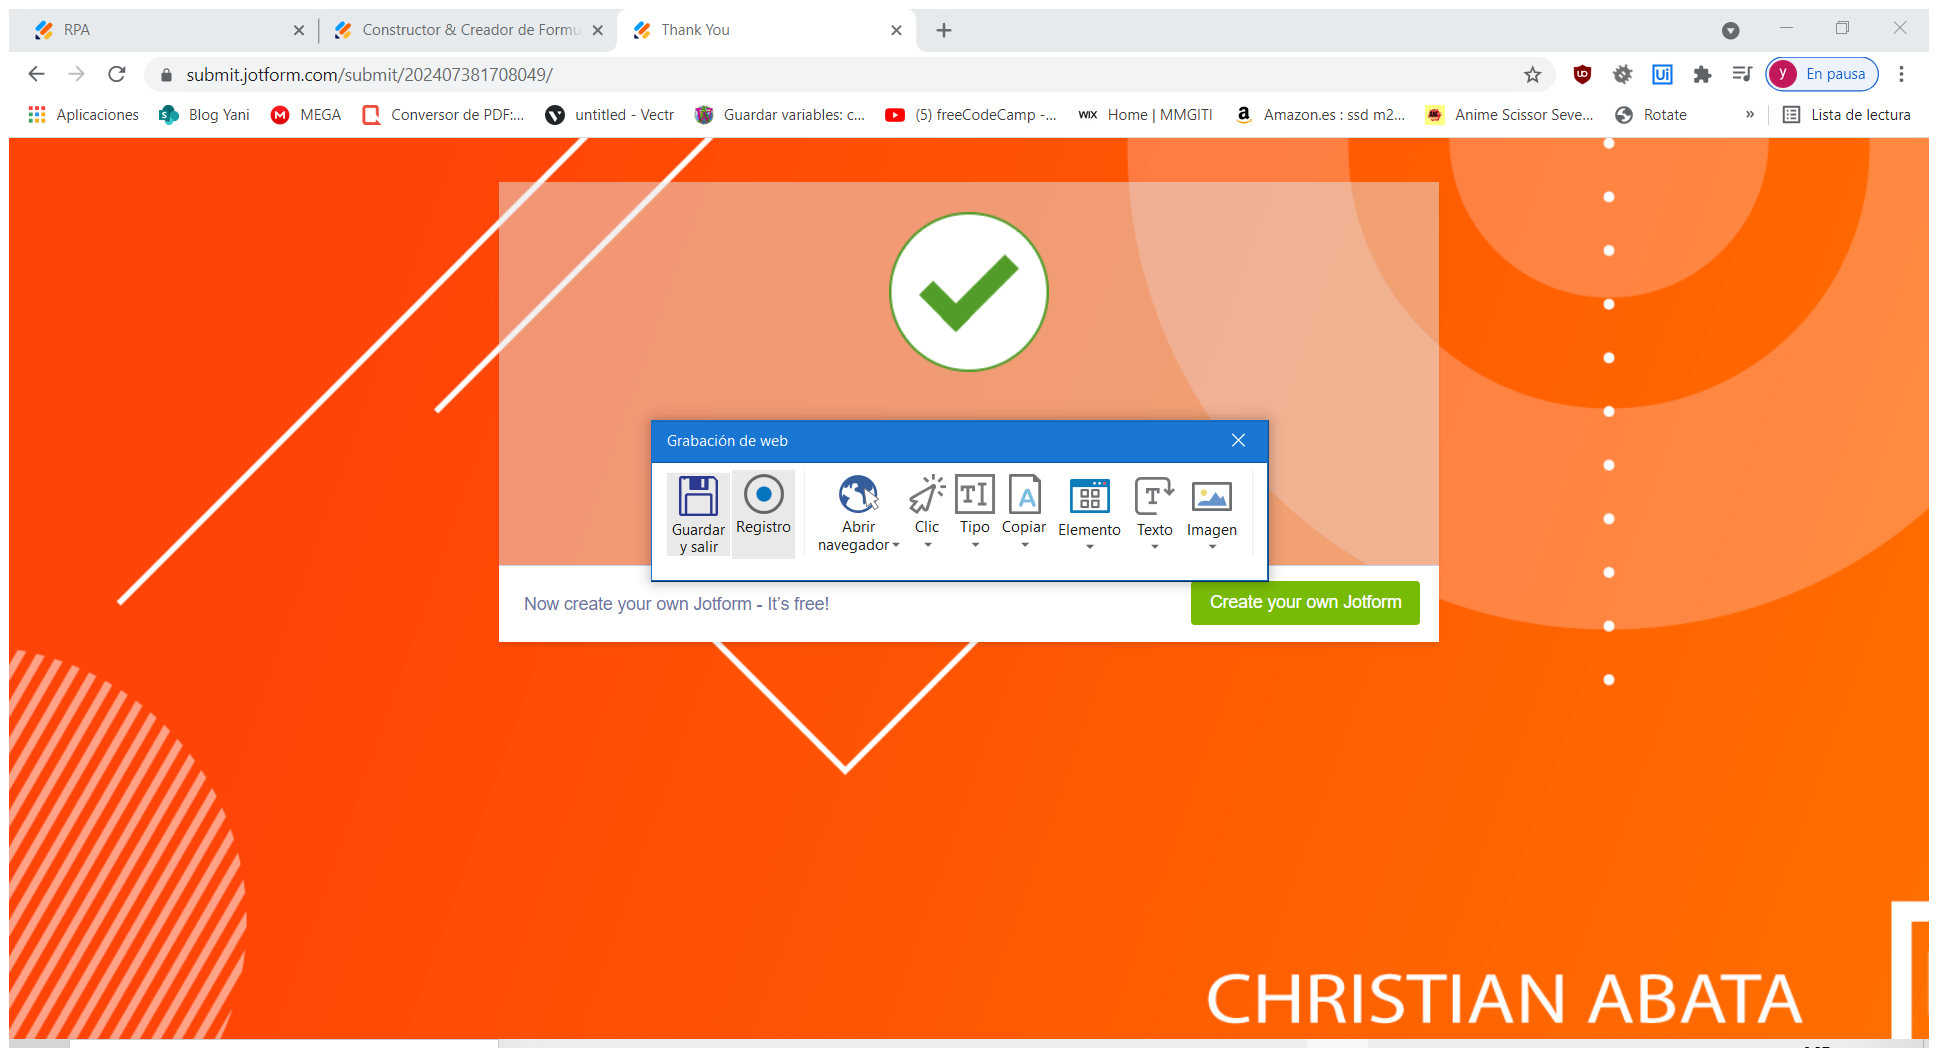 RPA
Constructor & Creador de Formu
Thank You
submit.jotform.com/submit/202407381708049/
y En pausa
Aplicaciones Blog Yani MEGA Conversor de PDF:... untitled - Vectr Guardar variables: c... (5) freeCodeCamp -... WIX Home | MMGITI Amazon.es : ssd m2... Anime Scissor Seve... Rotate » Lista de lectura
Grabación de web
Guardar y salir
Registro
Abrir navegador
Clic
Tipo
Copiar
Elemento
Texto
Imagen
Now create your own Jotform - It's free!
Create your own Jotform
CHRISTIAN ABATA